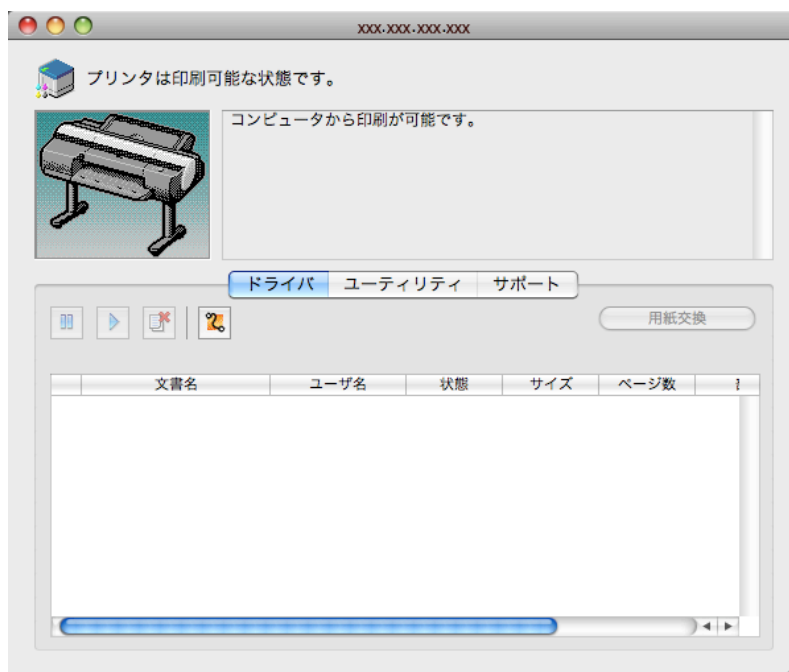 xxx.xxx.xxx.xxx
プリンタは印刷可能な状態です。
コンピュータから印刷が可能です。
ドライバ ユーティリティ サポート
用紙交換
文書名 ユーザ名 状態 サイズ ページ数